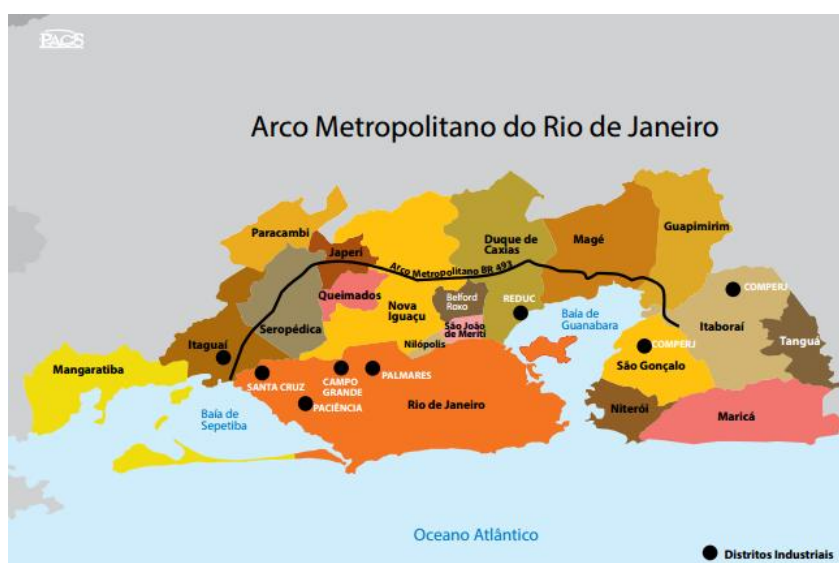 PACS
Arco Metropolitano do Rio de Janeiro
Paracambi
Japeri
Duque de
Caxias
Magé
Guapimirim
Arco Metropolitano BR 493
Queimados
Nova
Iguaçu
Belford
Roxo
REDUC
Baía de
Guanabara
COMPERJ
Seropédica
São João
de Meriti
Nilópolis
Itaboraí
Tanguá
Itaguaí
COMPERJ
São Gonçalo
Mangaratiba
SANTA CRUZ
CAMPO
GRANDE
PALMARES
PACIÊNCIA
Rio de Janeiro
Niterói
Maricá
Baía de
Sepetiba
Oceano Atlântico
Distritos Industriais